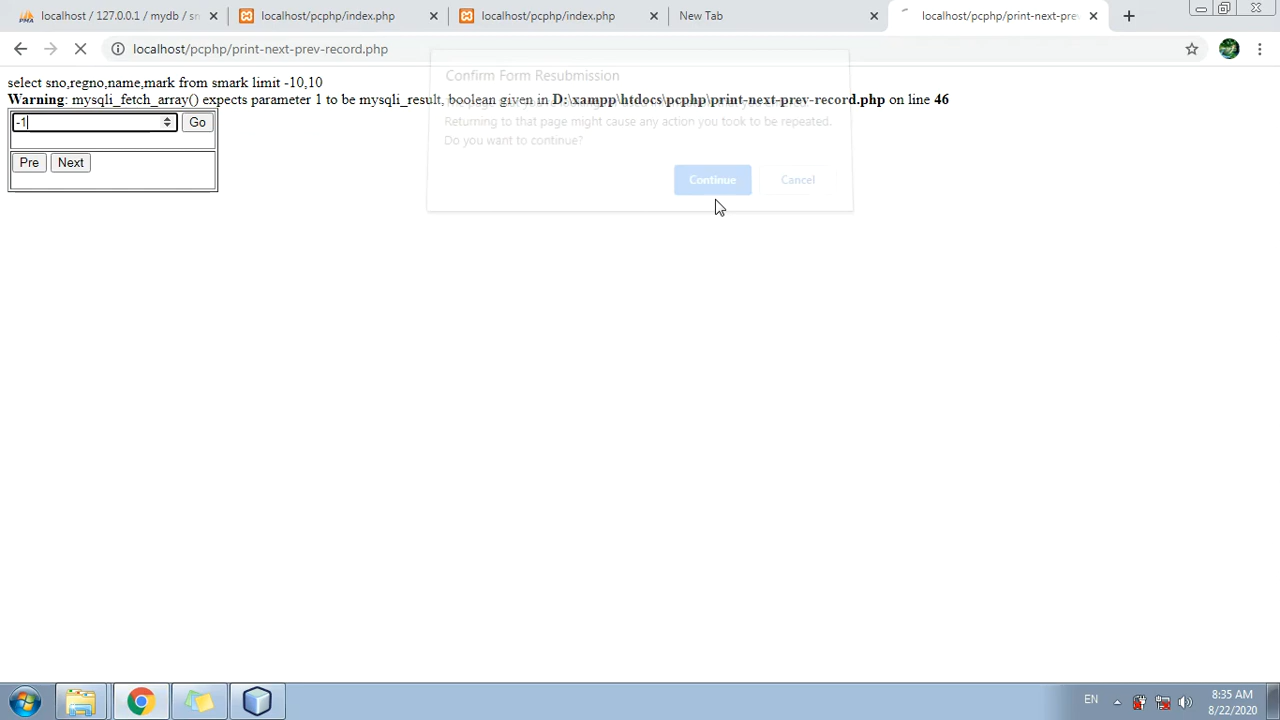 localhost / 127.0.0.1 / mydb / s
localhost/pcphp/index.php
localhost/pcphp/index.php
New Tab
localhost/pcphp/print-next-prev
localhost/pcphp/print-next-prev-record.php
select sno,regno,name,mark from smark limit -10,10
Confirm Form Resubmission
Warning: mysqli_fetch_array() expects parameter 1 to be mysqli_result, boolean given in D:\xampp\htdocs\pcphp\print-next-prev-record.php on line 46
-1
Go
Returning to that page might cause any action you took to be repeated.
Do you want to continue?
Pre
Next
Continue
Cancel
EN
8:35 AM
8/22/2020